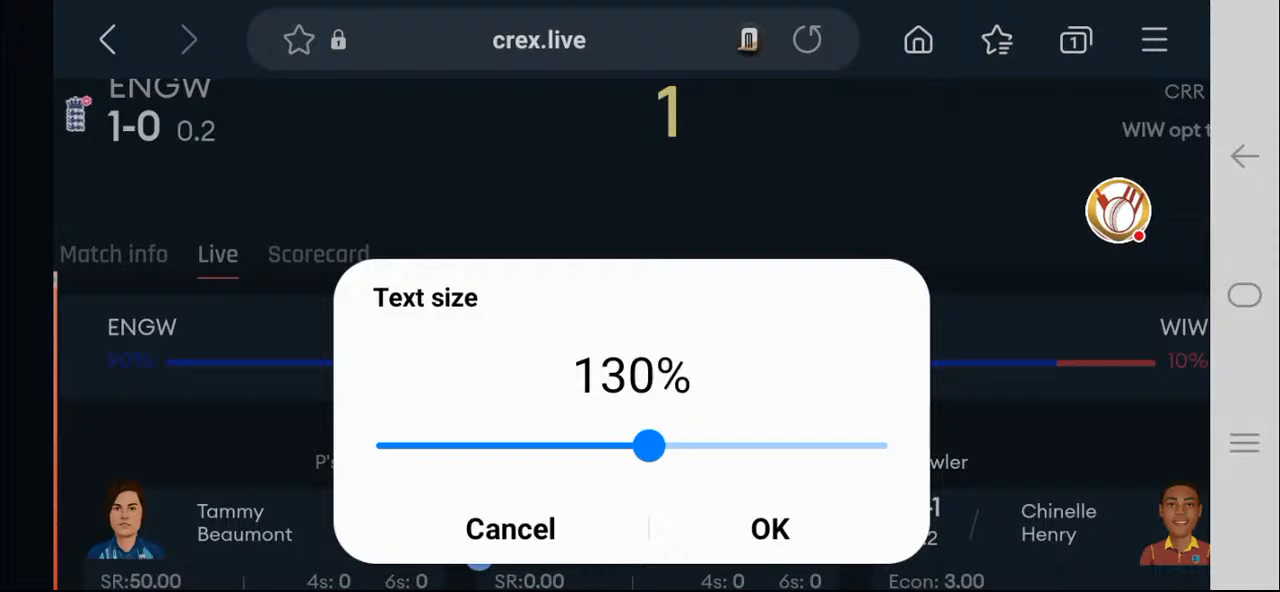 crex.live
1
ENGW
1-0 0.2
1
CRR
WIW opt t
Match info Live Scorecard
Text size
ENGW
WIW
90%
10%
130%
P's
wler
Tammy
Beaumont
Chinelle
Henry
Cancel
OK
SR:50.00
4s: 0
6s: 0
SR:0.00
4s: 0
6s: 0
Econ: 3.00